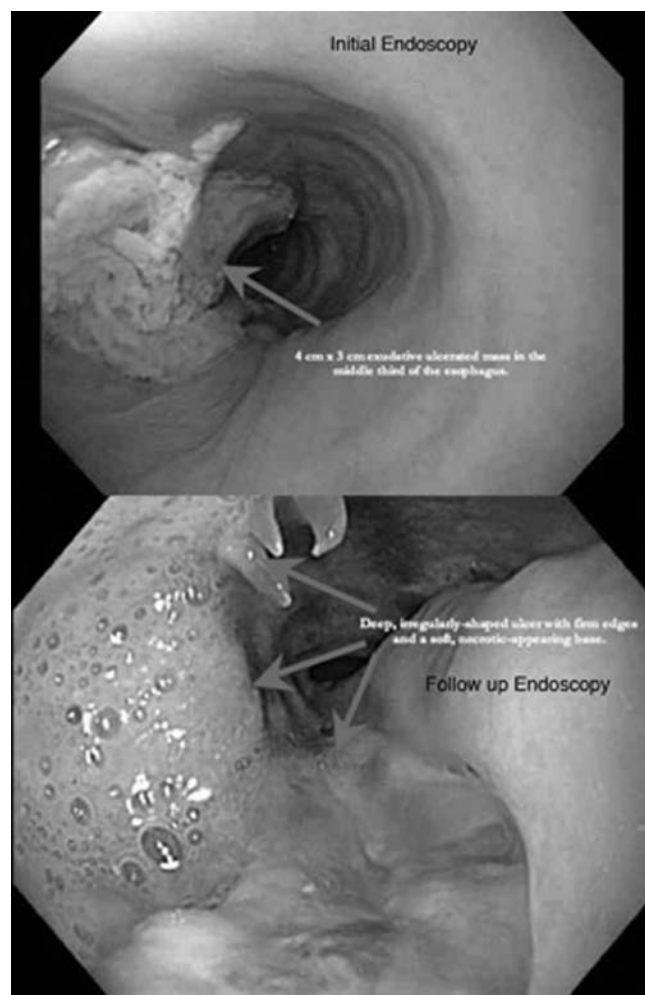 Initial Endoscopy
4 cm x 3 cm exudative ulcerated mass in the
middle third of the esophagus.
Deep, irregularly-shaped ulcer with firm edges
and a soft, necrotic-appearing base.
Follow up Endoscopy